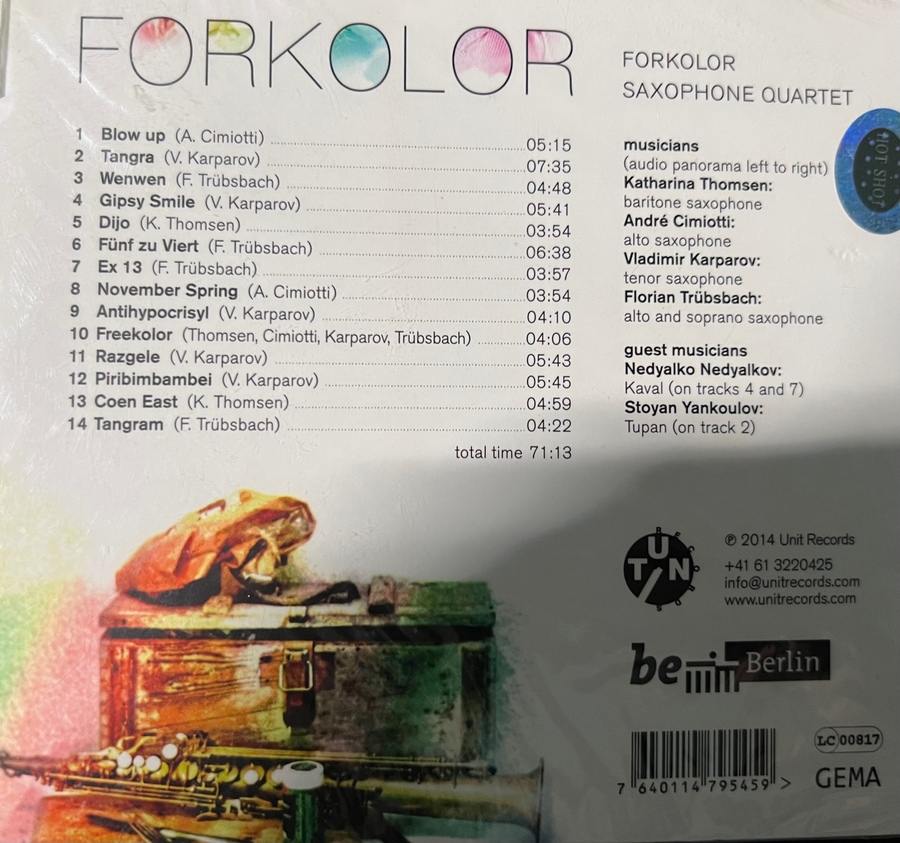 FORKOLOR
1 Blow up (A. Cimiotti) 05:15
2 Tangra (V. Karparov) 07:35
3 Wenwen (F. Trübsbach) 04:48
4 Gipsy Smile (V. Karparov) 05:41
5 Dijo (K. Thomsen) 03:54
6 Fünf zu Viert (F. Trübsbach) 06:38
7 Ex 13 (F. Trübsbach) 03:57
8 November Spring (A. Cimiotti) 03:54
9 Antihypocrisyl (V. Karparov) 04:10
10 Freekolor (Thomsen, Cimiotti, Karparov, Trübsbach) 04:06
11 Razgele (V. Karparov) 05:43
12 Piribimbambei (V. Karparov) 05:45
13 Coen East (K. Thomsen) 04:59
14 Tangram (F. Trübsbach) 04:22
total time 71:13
FORKOLOR
SAXOPHONE QUARTET
musicians
(audio panorama left to right)
Katharina Thomsen:
baritone saxophone
André Cimiotti:
alto saxophone
Vladimir Karparov:
tenor saxophone
Florian Trübsbach:
alto and soprano saxophone
guest musicians
Nedyalko Nedyalkov:
Kaval (on tracks 4 and 7)
Stoyan Yankoulov:
Tupan (on track 2)
HOT SHOT
UTIN
℗ 2014 Unit Records
+41 61 3220425
info@unitrecords.com
www.unitrecords.com
be Berlin
7 640114 795459 >
LC 00817
GEMA